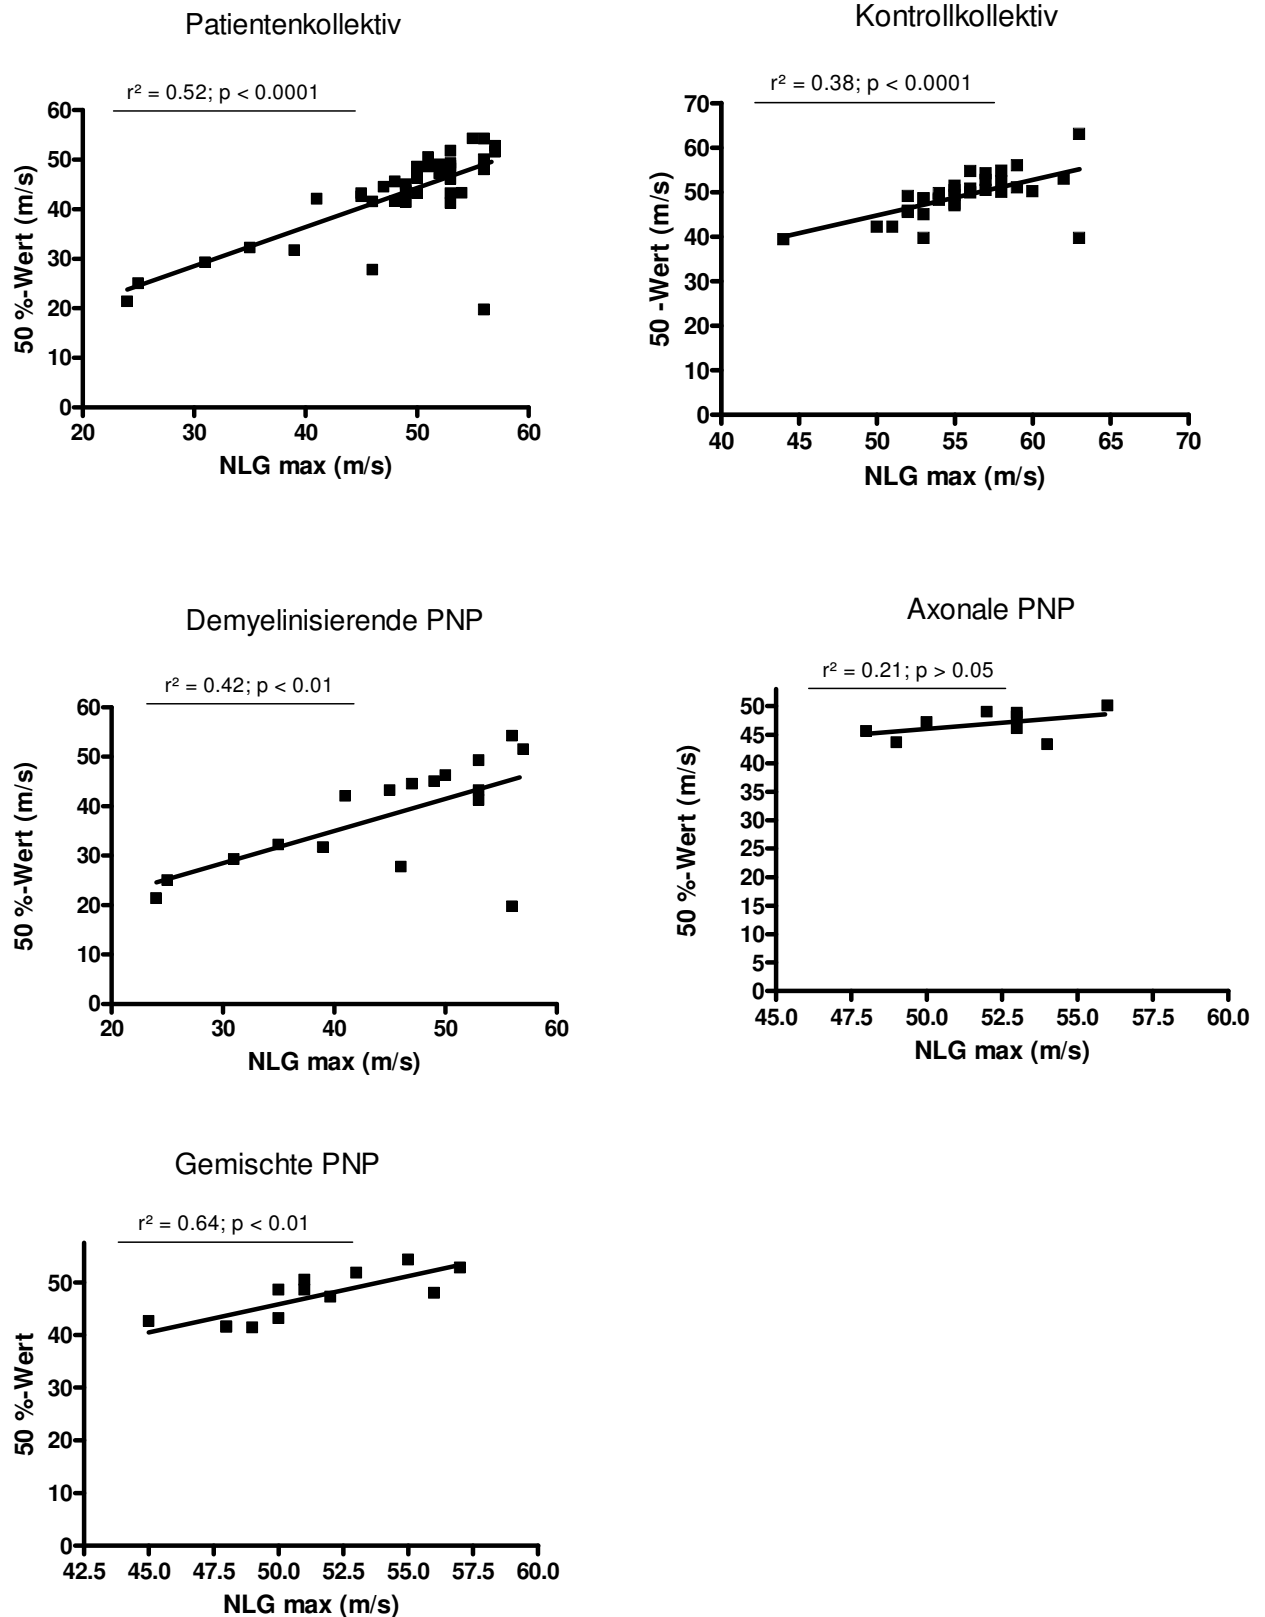 Patientenkollektiv
r² = 0.52; p < 0.0001
50 %-Wert (m/s)
60
50
40
30
20
10
0
20 30 40 50 60
NLG max (m/s)
Kontrollkollektiv
r² = 0.38; p < 0.0001
50 -Wert (m/s)
70
60
50
40
30
20
10
0
40 45 50 55 60 65 70
NLG max (m/s)
Demyelinisierende PNP
r² = 0.42; p < 0.01
50 %-Wert (m/s)
60
50
40
30
20
10
0
20 30 40 50 60
NLG max (m/s)
Axonale PNP
r² = 0.21; p > 0.05
50 %-Wert (m/s)
50
45
40
35
30
25
20
15
10
5
0
45.0 47.5 50.0 52.5 55.0 57.5 60.0
NLG max (m/s)
Gemischte PNP
r² = 0.64; p < 0.01
50 %-Wert
50
40
30
20
10
0
42.5 45.0 47.5 50.0 52.5 55.0 57.5 60.0
NLG max (m/s)